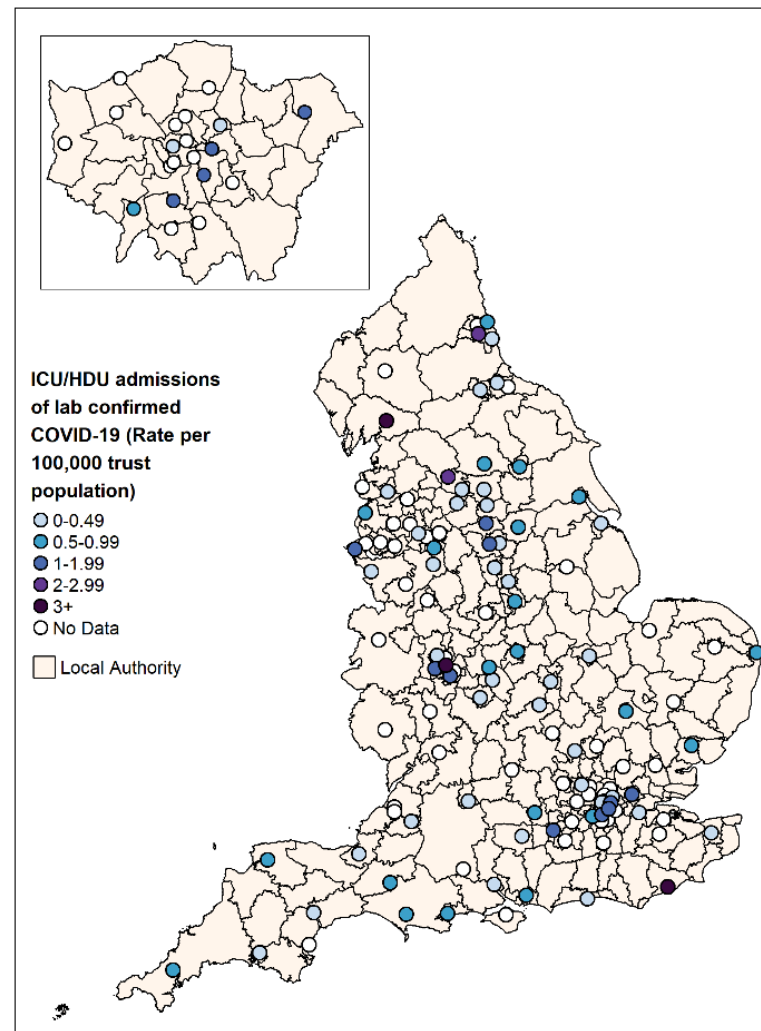 ICU/HDU admissions
of lab confirmed
COVID-19 (Rate per
100,000 trust
population)
0-0.49
0.5-0.99
1-1.99
2-2.99
3+
No Data
Local Authority